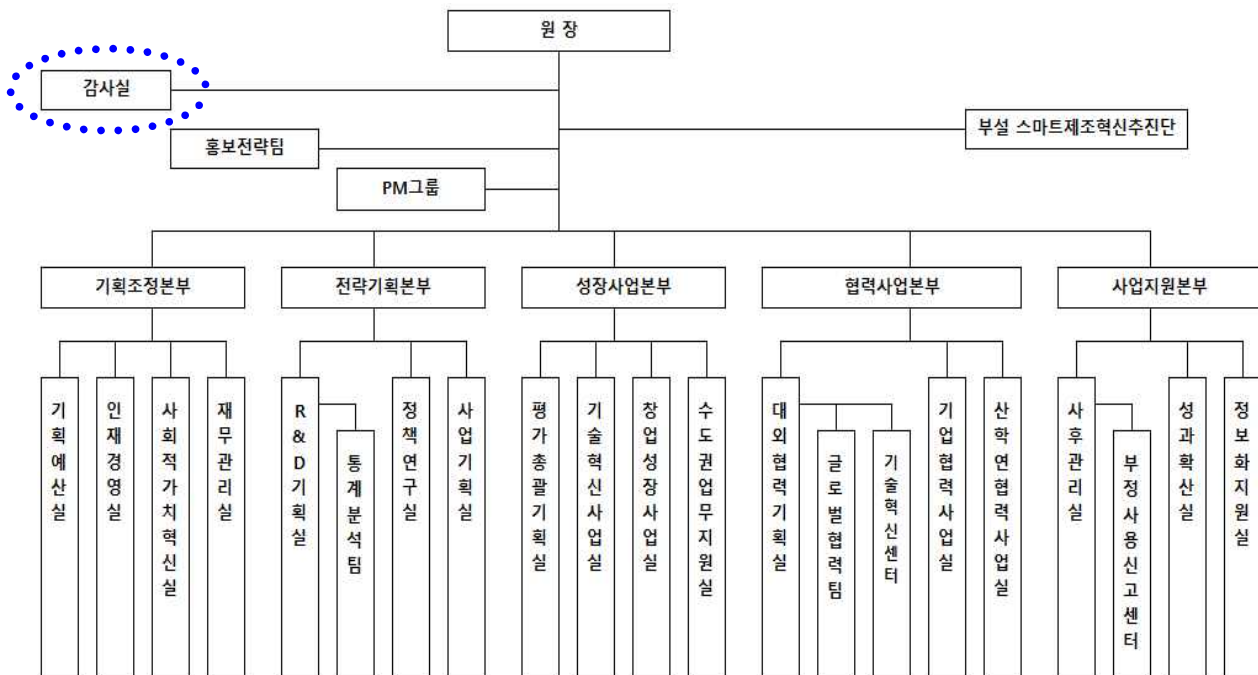 원 장
감사실
부설 스마트제조혁신추진단
홍보전략팀
PM그룹
기획조정본부
전략기획본부
성장사업본부
협력사업본부
사업지원본부
기획예산실
인재경영실
사회적가치혁신실
재무관리실
R&D기획실
통계분석팀
정책연구실
사업기획실
평가총괄기획실
기술혁신사업실
창업성장사업실
수도권업무지원실
대외협력기획실
글로벌협력팀
기술혁신센터
기업협력사업실
산학연협력사업실
사후관리실
부정사용신고센터
성과확산실
정보화지원실